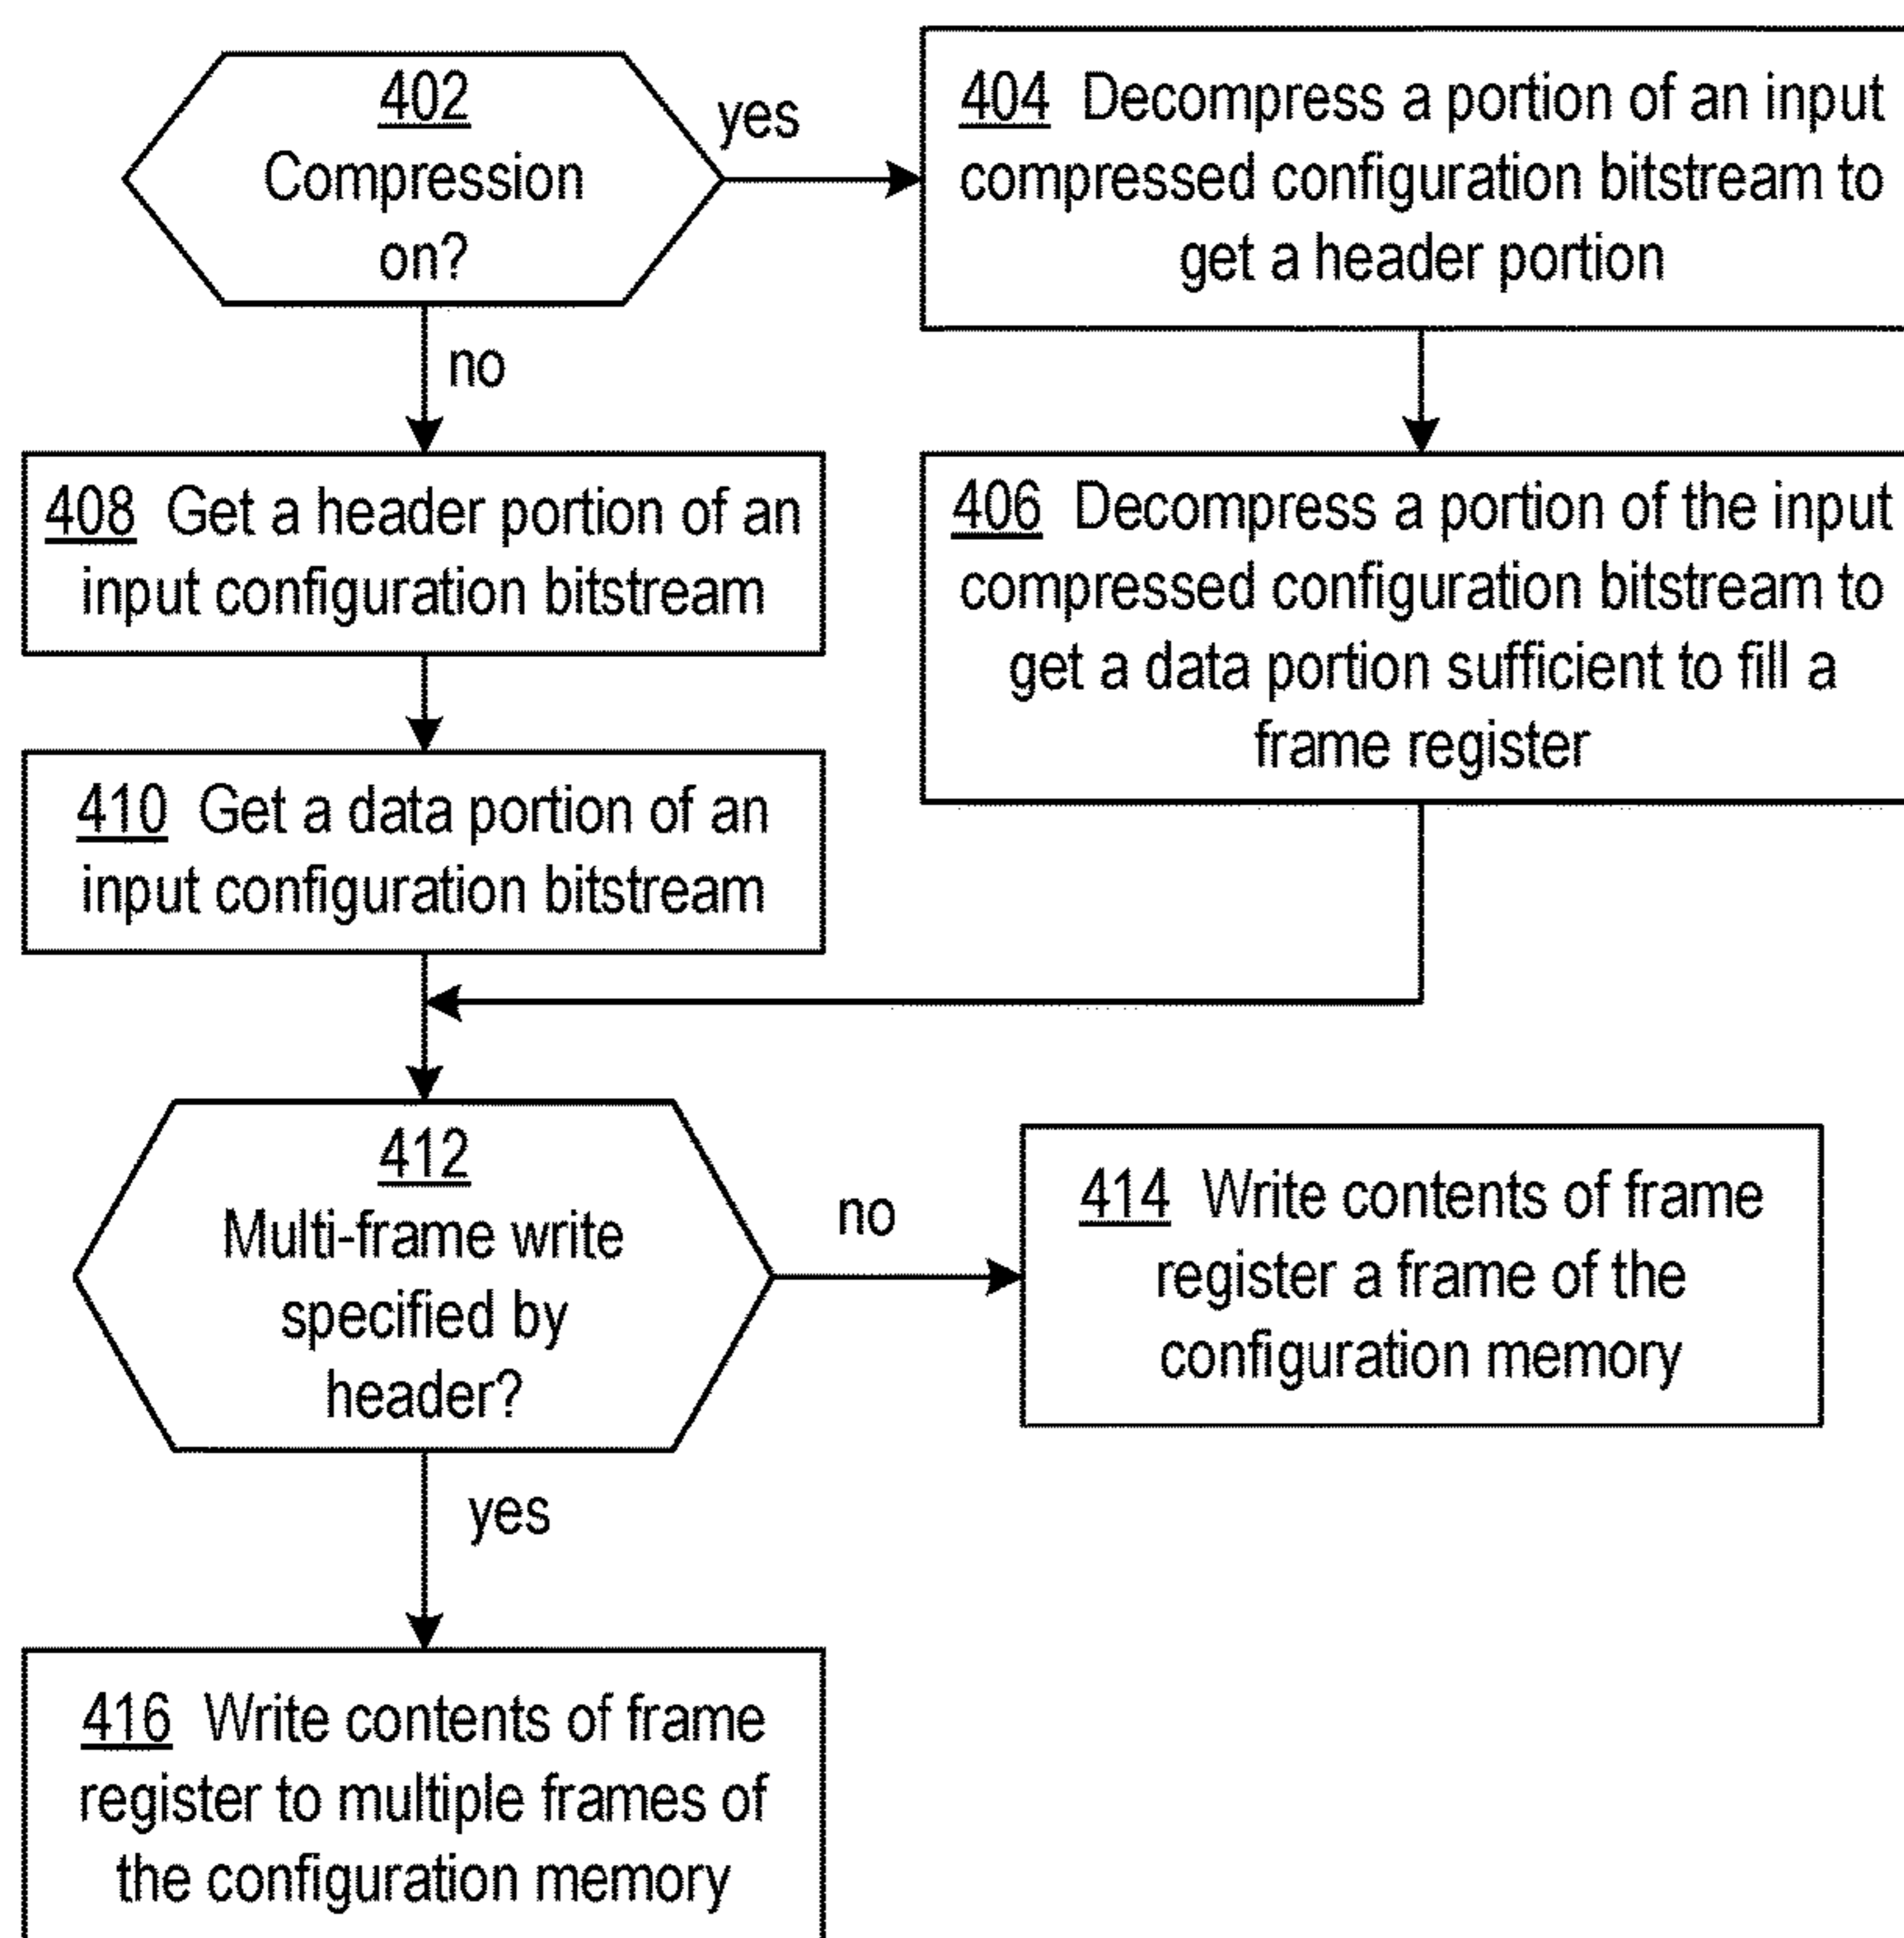 402
Compression
on?
yes
404 Decompress a portion of an input
compressed configuration bitstream to
get a header portion
no
408 Get a header portion of an
input configuration bitstream
406 Decompress a portion of the input
compressed configuration bitstream to
get a data portion sufficient to fill a
frame register
410 Get a data portion of an
input configuration bitstream
412
Multi-frame write
specified by
header?
no
414 Write contents of frame
register a frame of the
configuration memory
yes
416 Write contents of frame
register to multiple frames of
the configuration memory